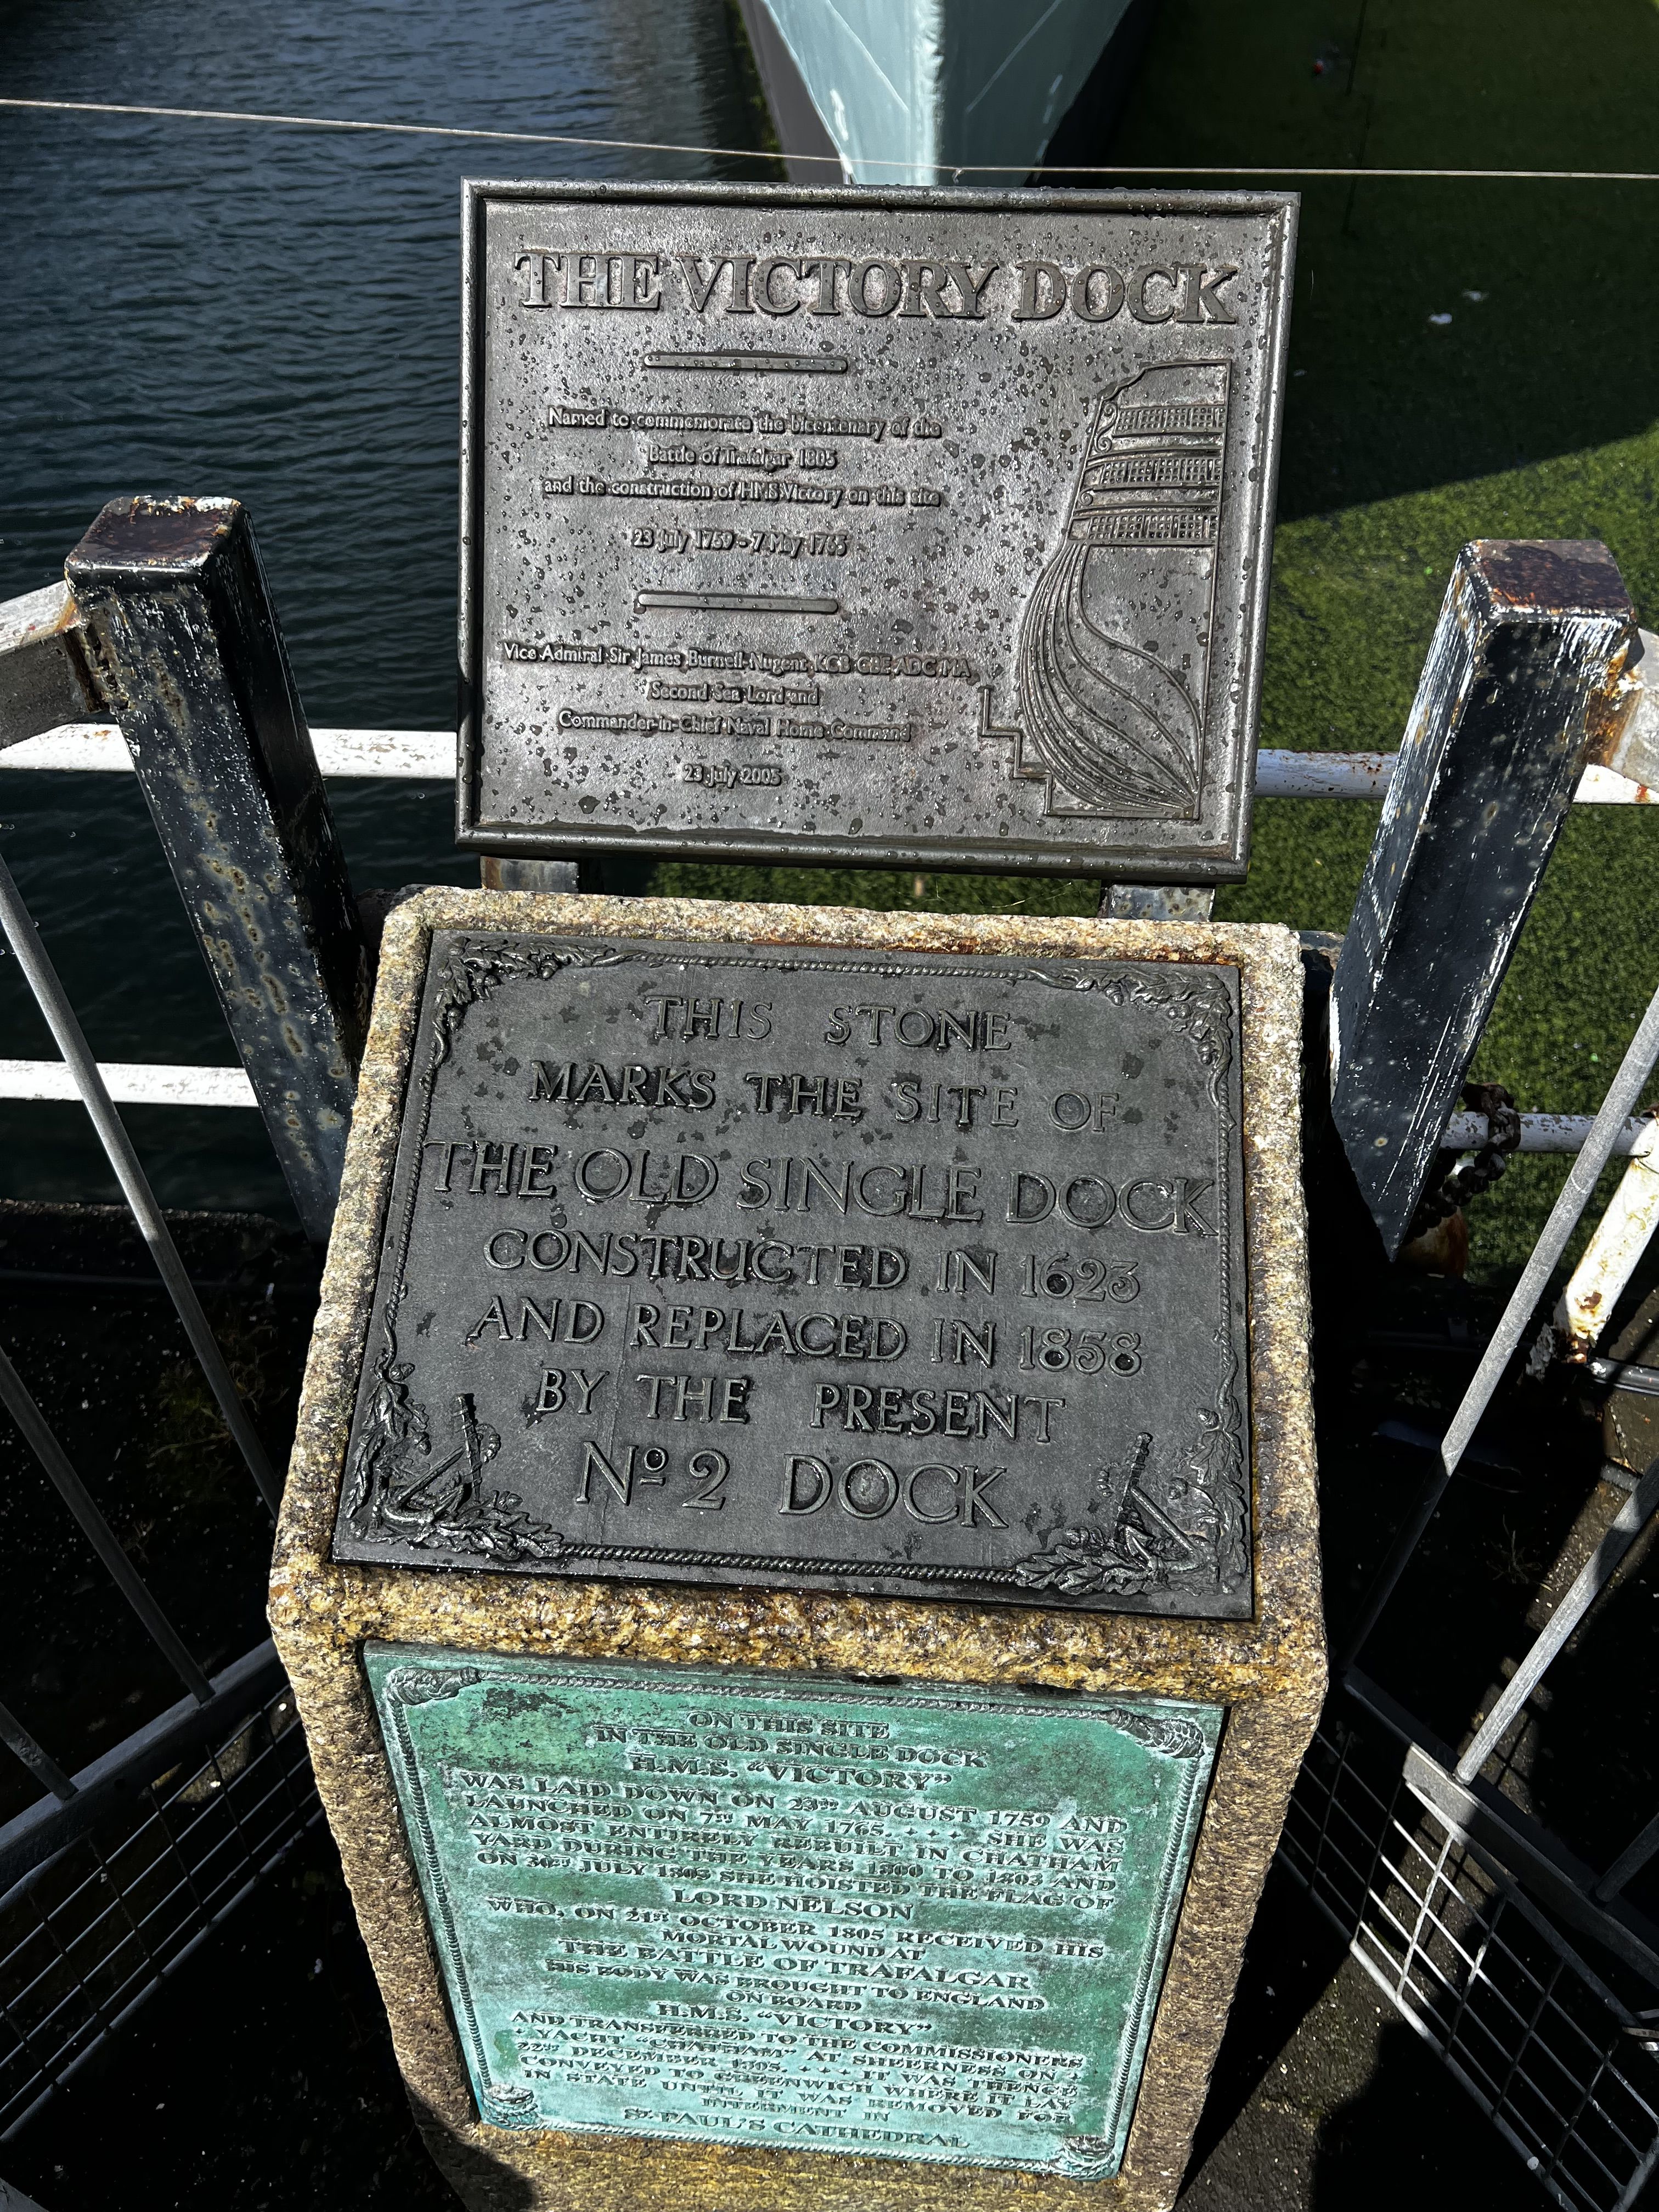 THE VICTORY DOCK
Named to commemorate the bicentenary of the
Battle of Trafalgar 1805
and the construction of HMS Victory on this site
23 July 1759 - 7 May 1765
Vice Admiral Sir James Burnell-Nugent KCB CBE ADC MA
Second Sea Lord and
Commander-in-Chief Naval Home Command
23 July 2005
THIS STONE
MARKS THE SITE OF
THE OLD SINGLE DOCK
CONSTRUCTED IN 1623
AND REPLACED IN 1858
BY THE PRESENT
Nº 2 DOCK
ON THIS SITE
IN THE OLD SINGLE DOCK
H.M.S. "VICTORY"
WAS LAID DOWN ON 23RD AUGUST 1759 AND
LAUNCHED ON 7TH MAY 1765 . . . SHE WAS
ALMOST ENTIRELY REBUILT IN CHATHAM
YARD DURING THE YEARS 1800 TO 1803 AND
ON 30TH JULY 1803 SHE HOISTED THE FLAG OF
LORD NELSON
WHO, ON 21ST OCTOBER 1805 RECEIVED HIS
MORTAL WOUND AT
THE BATTLE OF TRAFALGAR
HIS BODY WAS BROUGHT TO ENGLAND
ON BOARD
H.M.S. "VICTORY"
AND TRANSFERRED TO THE COMMISSIONERS
YACHT "CHATHAM" AT SHEERNESS ON
22ND DECEMBER 1805. . . . IT WAS THENCE
CONVEYED TO GREENWICH WHERE IT LAY
IN STATE UNTIL IT WAS REMOVED FOR
INTERMENT IN
ST PAUL'S CATHEDRAL